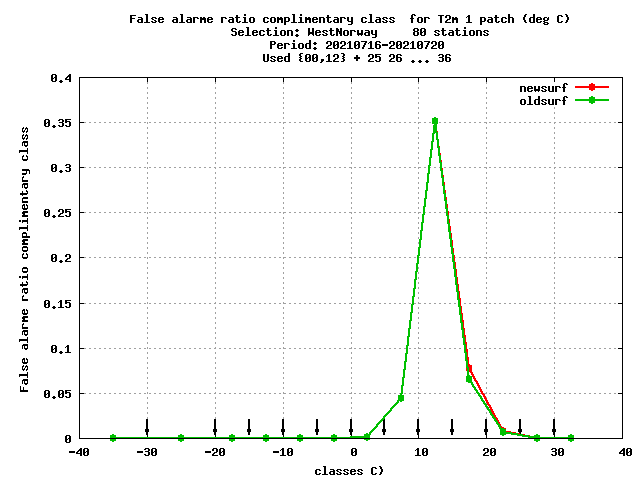 False alarme ratio complimentary class  for T2m 1 patch (deg C)
Selection: WestNorway     80 stations
Period: 20210716-20210720
Used {00,12} + 25 26 ... 36
newsurf
oldsurf
False alarme ratio complimentary class
0.4
0.35
0.3
0.25
0.2
0.15
0.1
0.05
0
-40 -30 -20 -10 0 10 20 30 40
classes C)